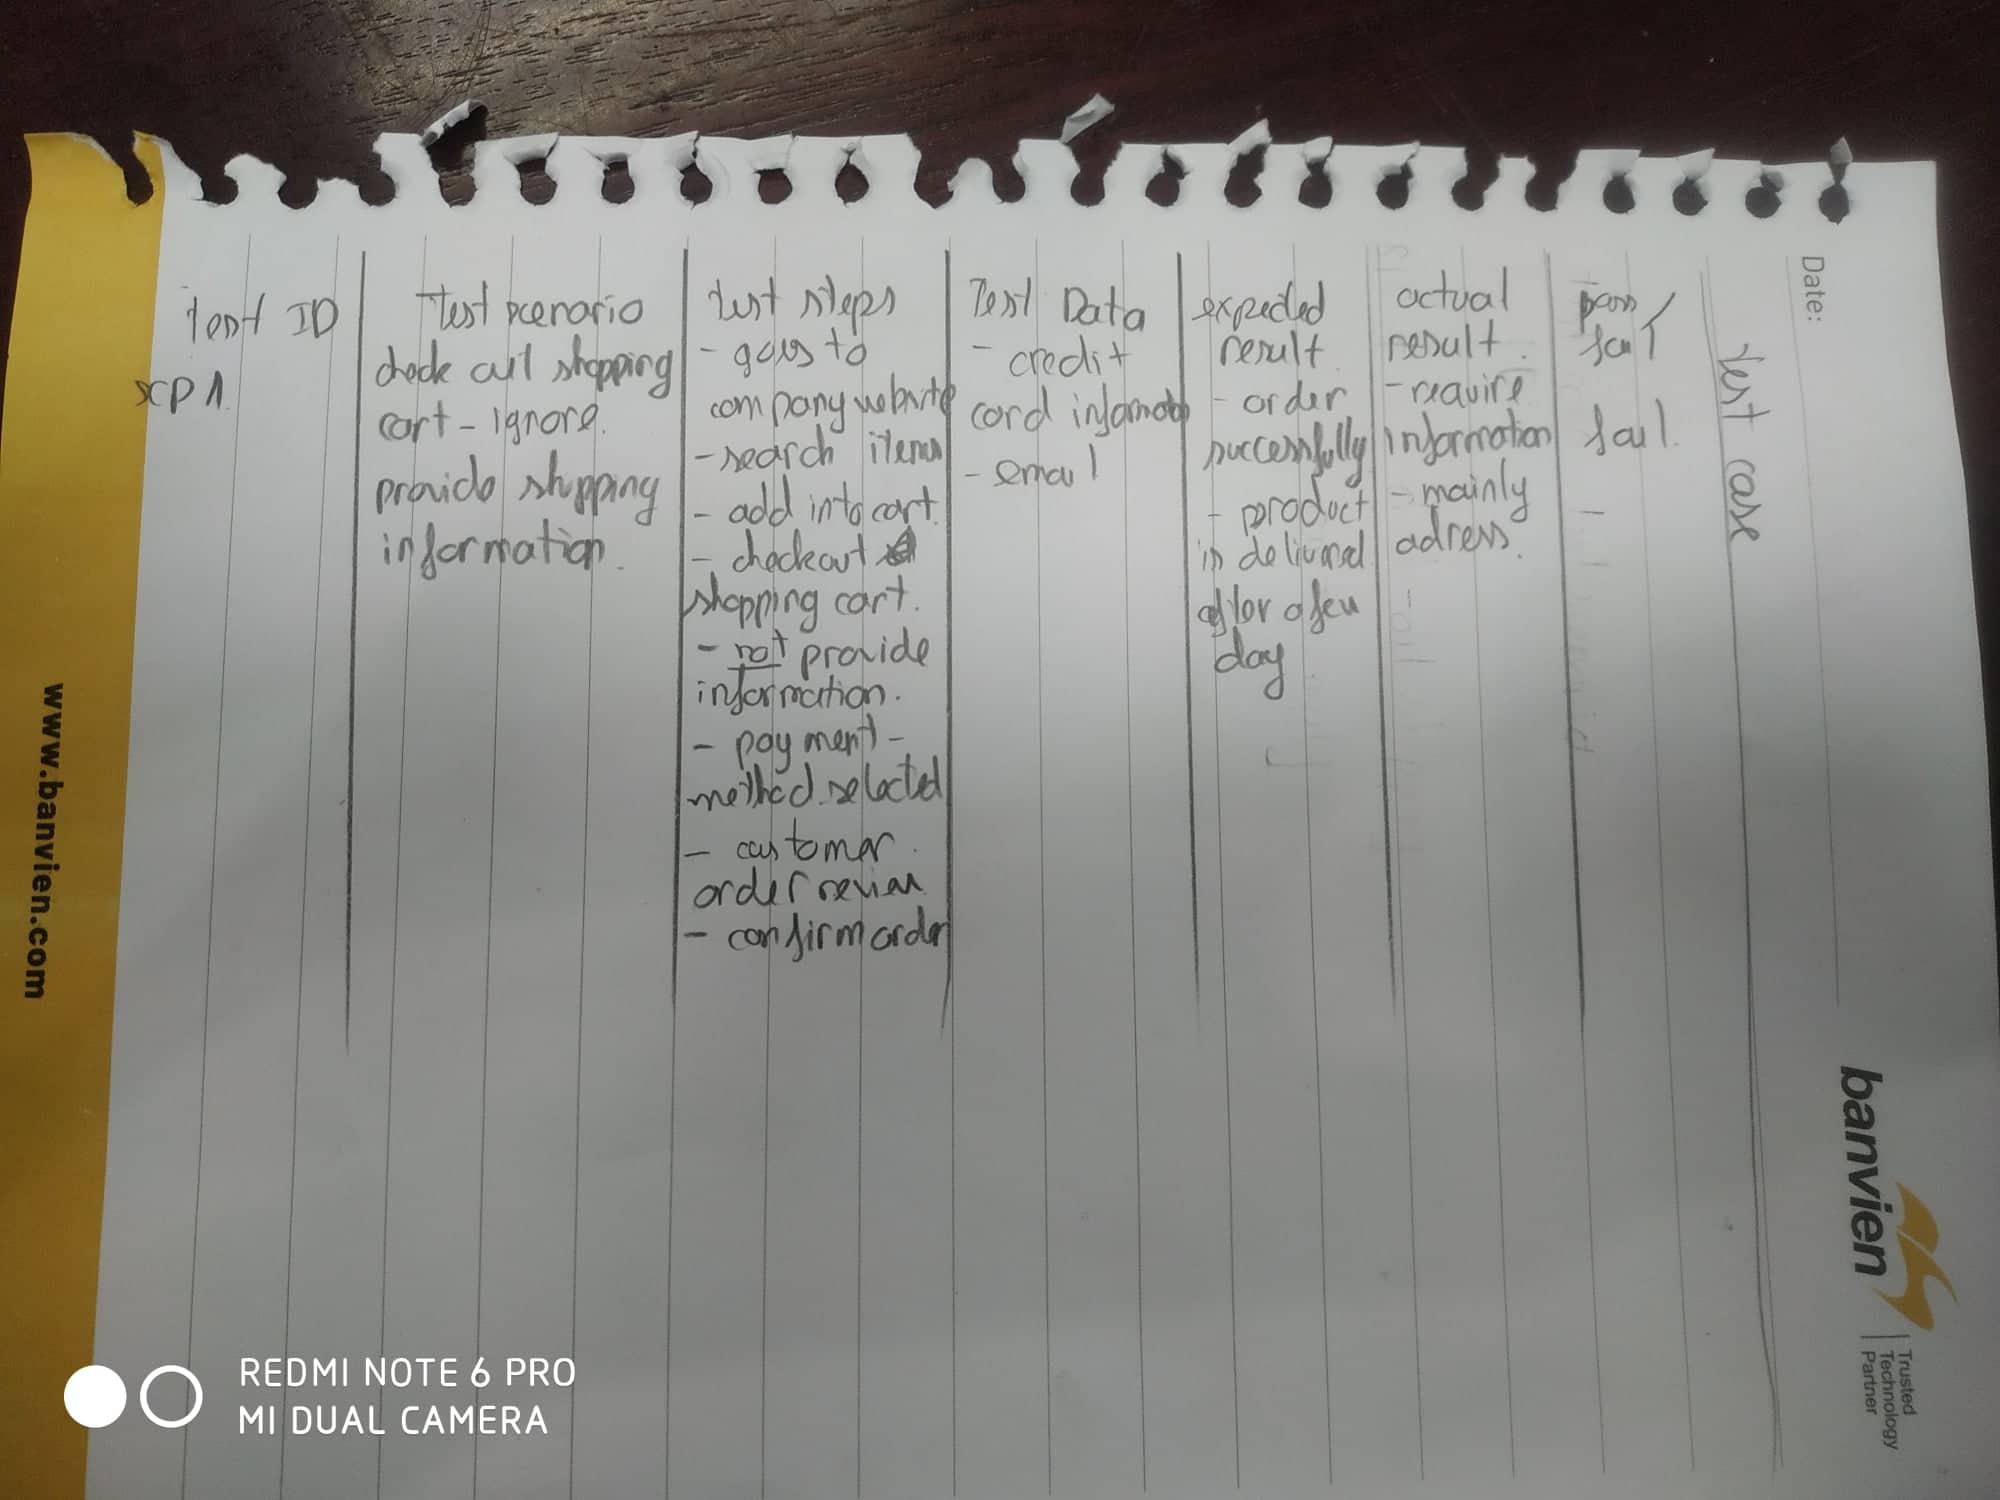 Date:
test case
test ID
SCP1
test scenario
check out shopping
cart - ignore.
provide shipping
information.
test steps
- goes to
company website
- search items
- add into cart.
- checkout
shopping cart.
- not provide
information.
- payment -
method selected
- customer
order review
- confirm order
Test Data
- credit
card information
- email
expected
result
- order
successfully
- product
is delivered
after a few
day
actual
result.
- require
information
- mainly
adress.
pass /
fail
fail.
www.banvien.com
banvien
Trusted
Technology
Partner
REDMI NOTE 6 PRO
MI DUAL CAMERA